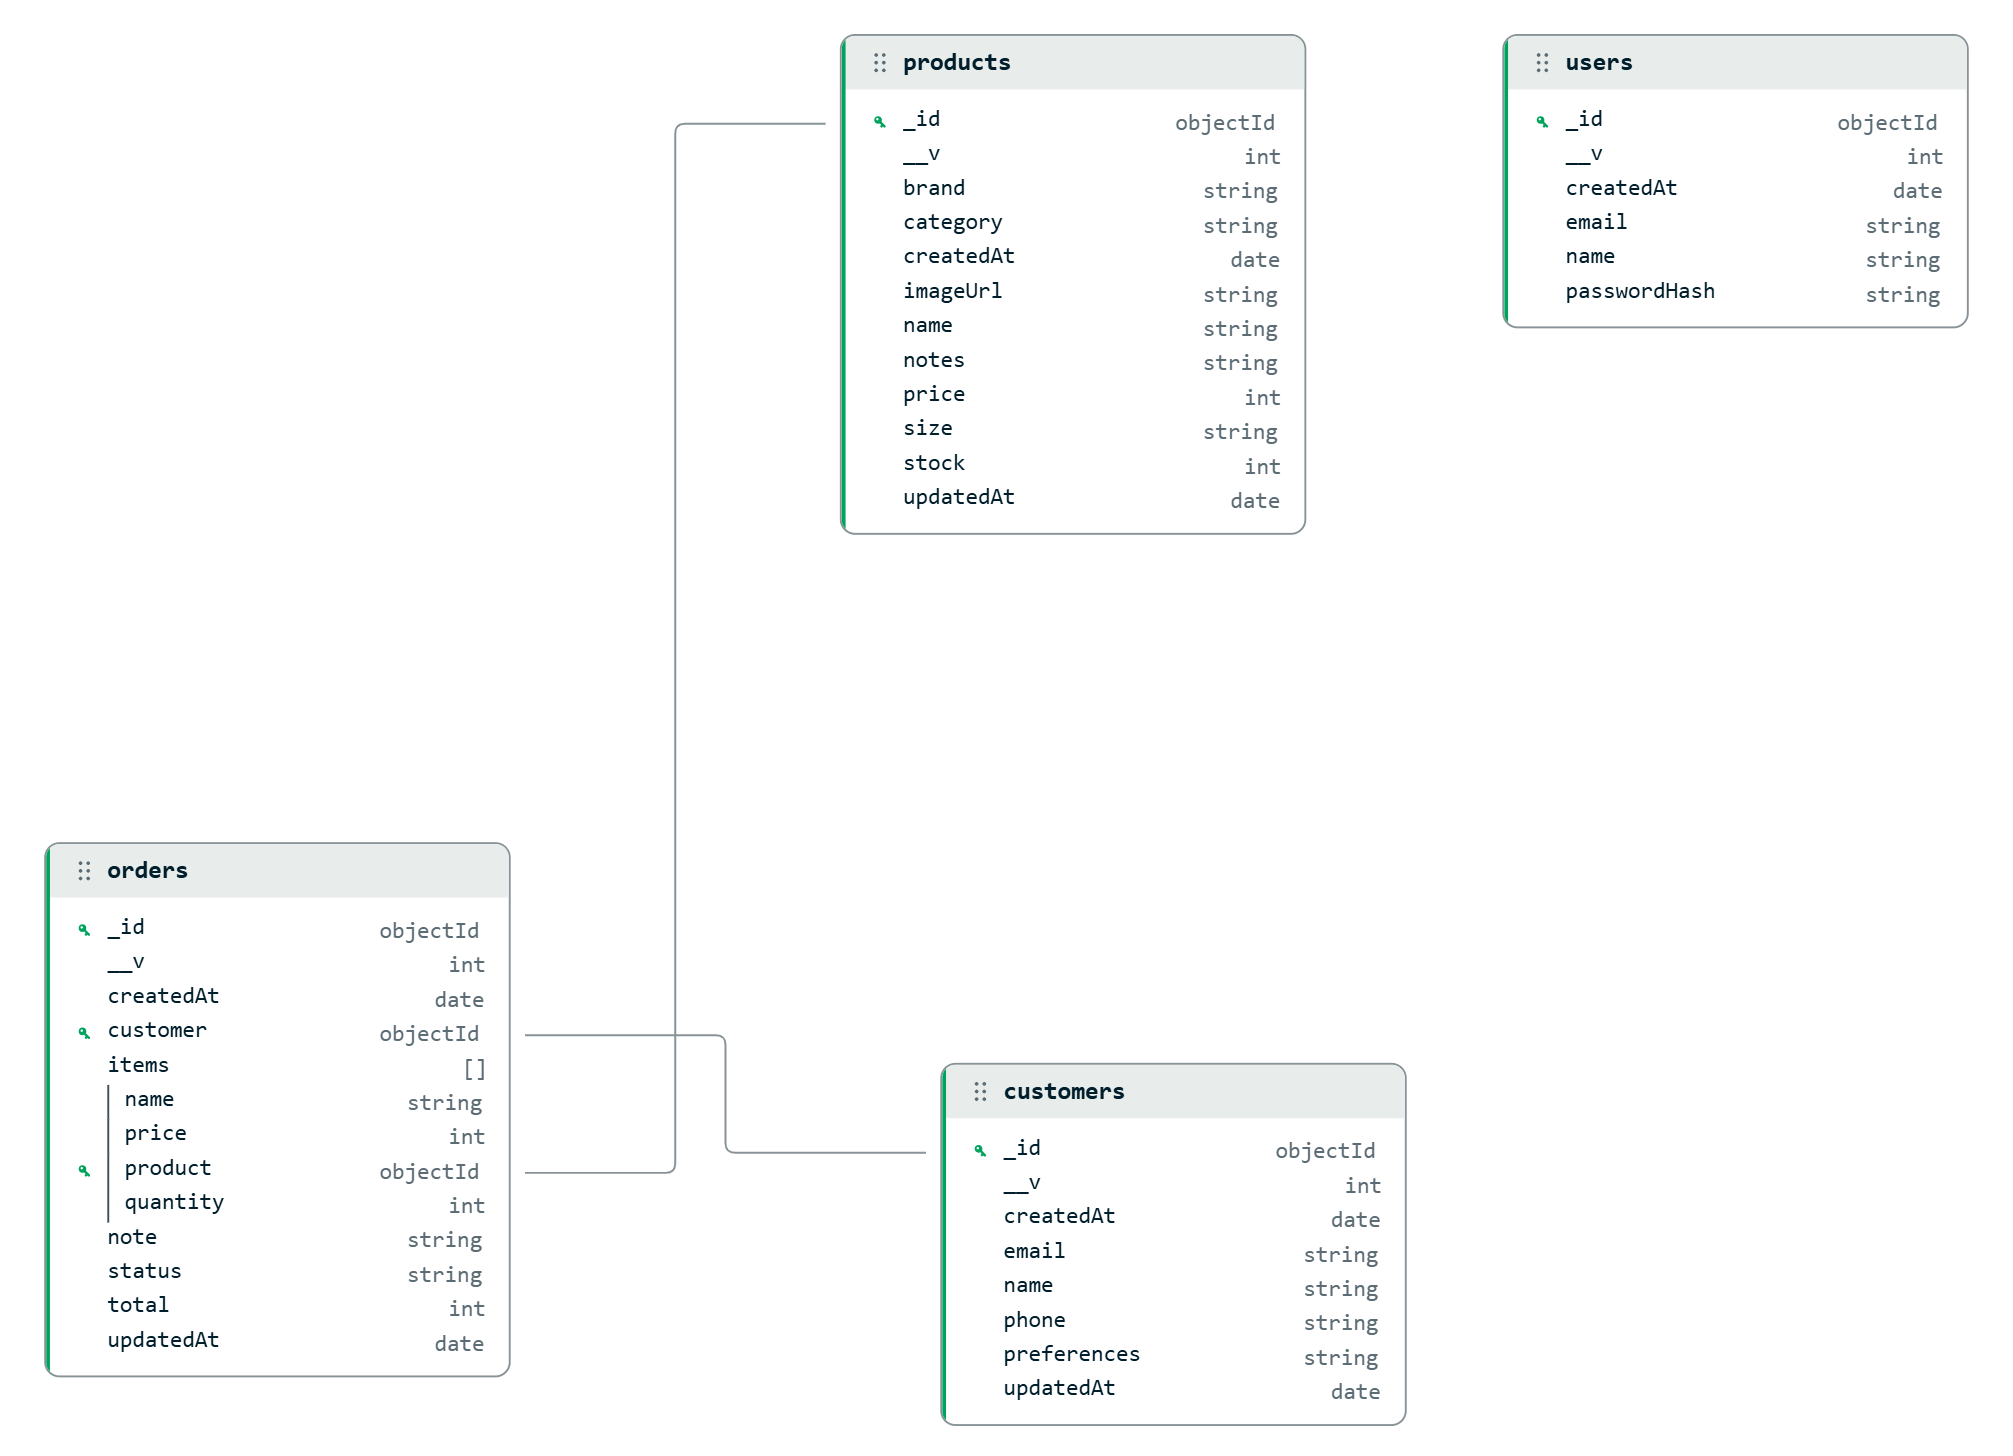 products
_id objectId
__v int
brand string
category string
createdAt date
imageUrl string
name string
notes string
price int
size string
stock int
updatedAt date
users
_id objectId
__v int
createdAt date
email string
name string
passwordHash string
orders
_id objectId
__v int
createdAt date
customer objectId
items []
name string
price int
product objectId
quantity int
note string
status string
total int
updatedAt date
customers
_id objectId
__v int
createdAt date
email string
name string
phone string
preferences string
updatedAt date